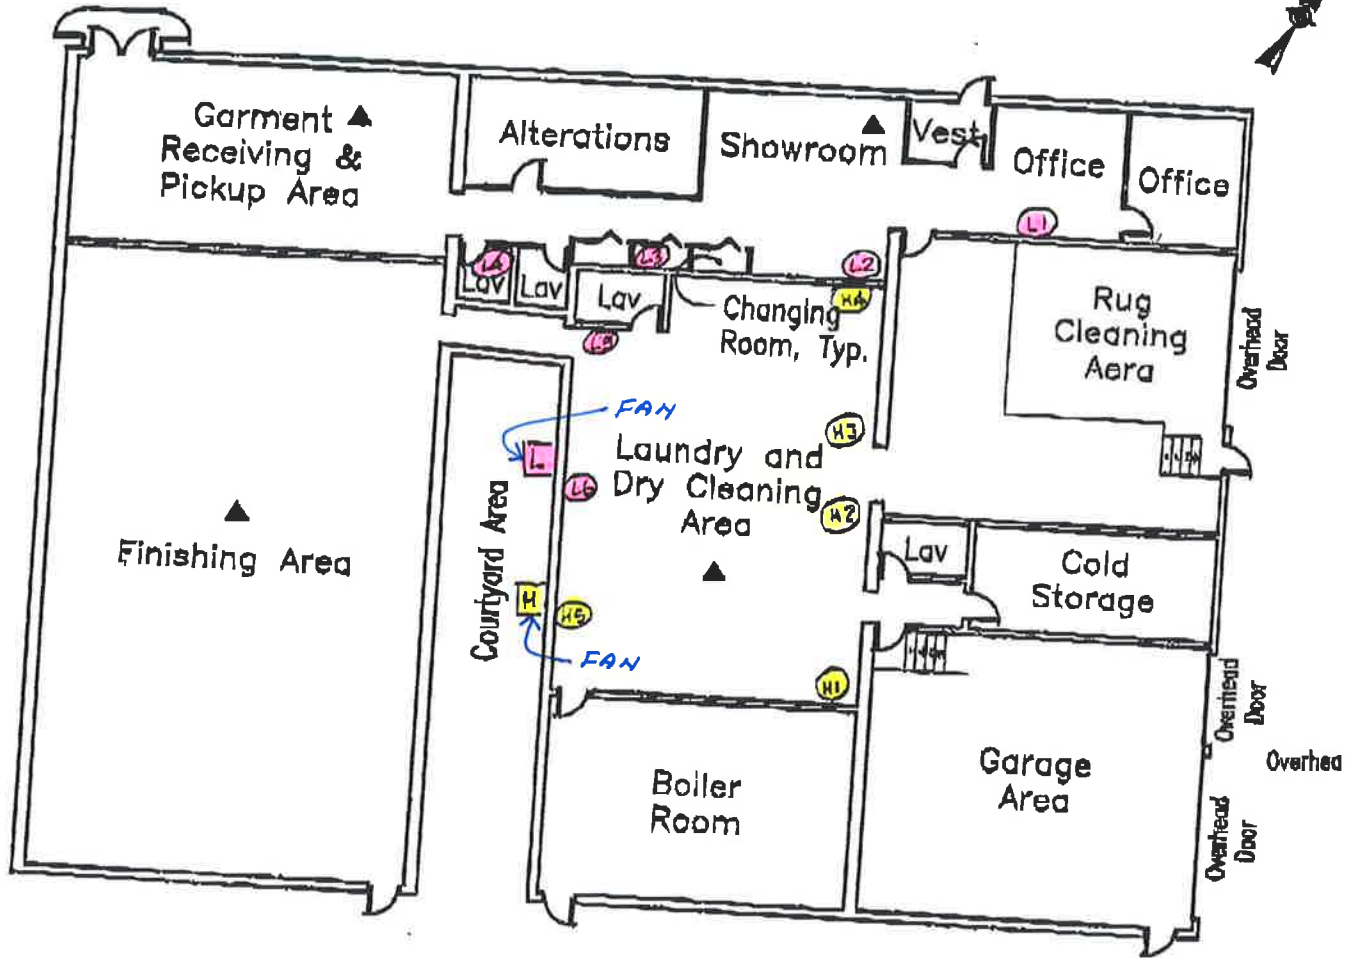 Garment
Receiving &
Pickup Area
Alterations
Showroom
Vest
Office
Office
L1
L4
L3
L2
Lav
Lav
Lav
H4
Changing
Room, Typ.
Rug
Cleaning
Aera
Overhead
Door
L5
FAN
L
H3
Laundry and
Dry Cleaning
Area
L6
H2
Courtyard Area
Finishing Area
Lav
Cold
Storage
H
H5
FAN
H1
Overhead
Door
Boiler
Room
Garage
Area
Overhea
Overhead
Door